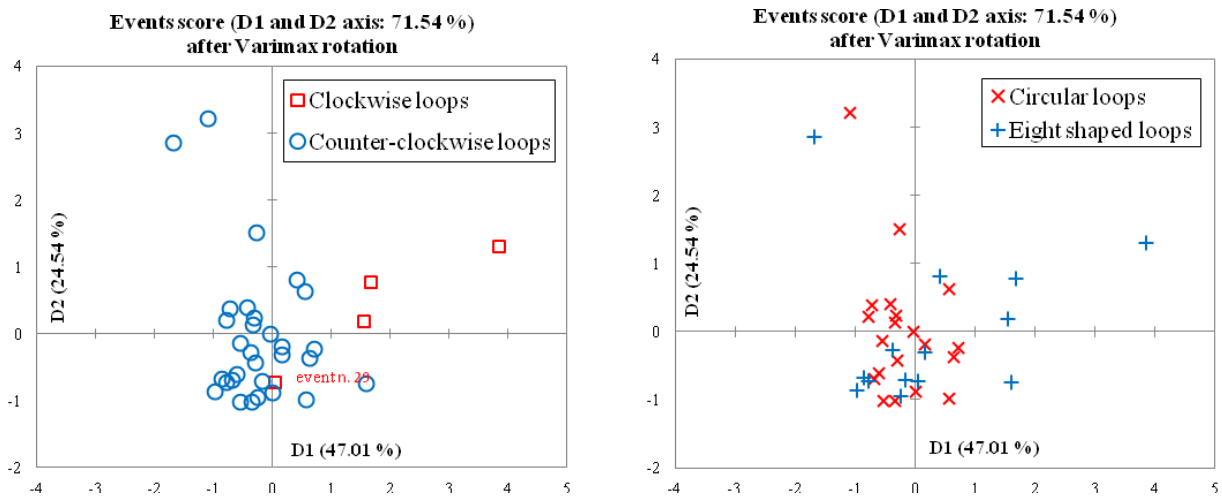 Events score (D1 and D2 axis: 71.54 %)
after Varimax rotation
4
3
2
1
0
-1
-2
-4
-3
-2
-1
0
1
2
3
4
5
D2 (24.54 %)
D1 (47.01 %)
Clockwise loops
Counter-clockwise loops
event n. 29
Events score (D1 and D2 axis: 71.54 %)
after Varimax rotation
4
3
2
1
0
-1
-2
-4
-3
-2
-1
0
1
2
3
4
5
D2 (24.54 %)
D1 (47.01 %)
Circular loops
Eight shaped loops